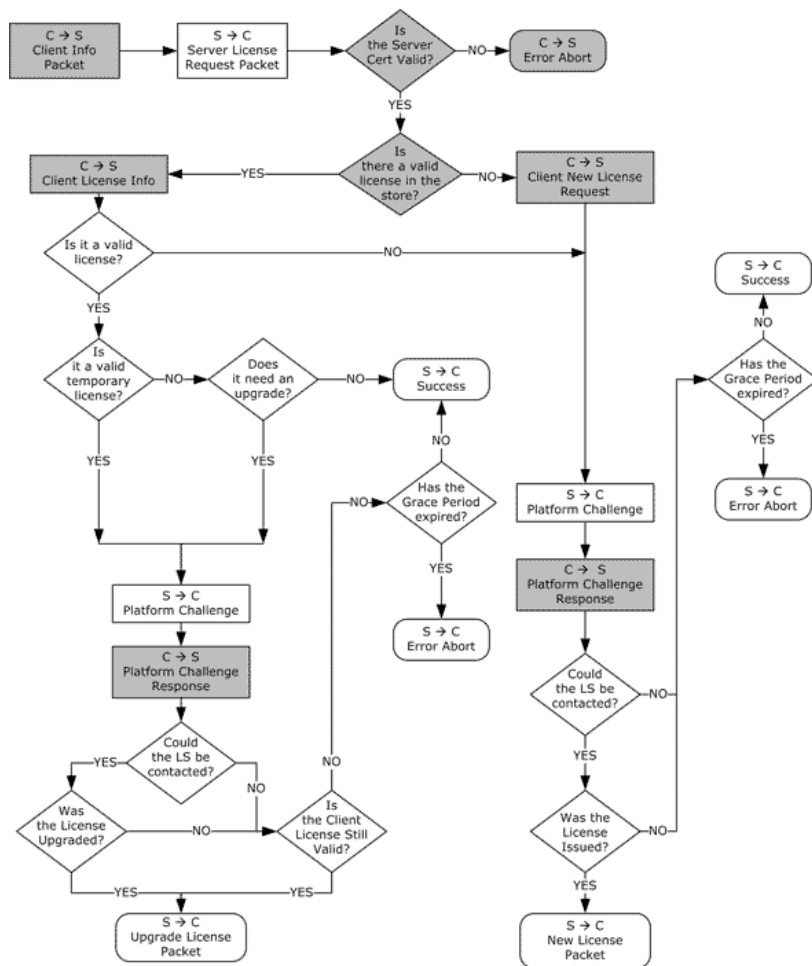 C → S
Client Info
Packet
S → C
Server License
Request Packet
Is
the Server
Cert Valid?
NO
C → S
Error Abort
YES
C → S
Client License Info
YES
Is
there a valid
license in the
store?
NO
C → S
Client New License
Request
Is it a valid
license?
NO
S → C
Success
YES
NO
Is
it a valid
temporary
license?
NO
Does
it need an
upgrade?
NO
S → C
Success
Has the
Grace Period
expired?
NO
YES
YES
YES
Has the
Grace Period
expired?
NO
S → C
Platform Challenge
S → C
Error Abort
YES
C → S
Platform Challenge
Response
S → C
Platform Challenge
S → C
Error Abort
C → S
Platform Challenge
Response
Could
the LS be
contacted?
NO
Could
the LS be
contacted?
YES
NO
NO
YES
Was
the License
Upgraded?
NO
Is
the Client
License Still
Valid?
Was the
License
Issued?
NO
YES
YES
YES
S → C
Upgrade License
Packet
S → C
New License
Packet